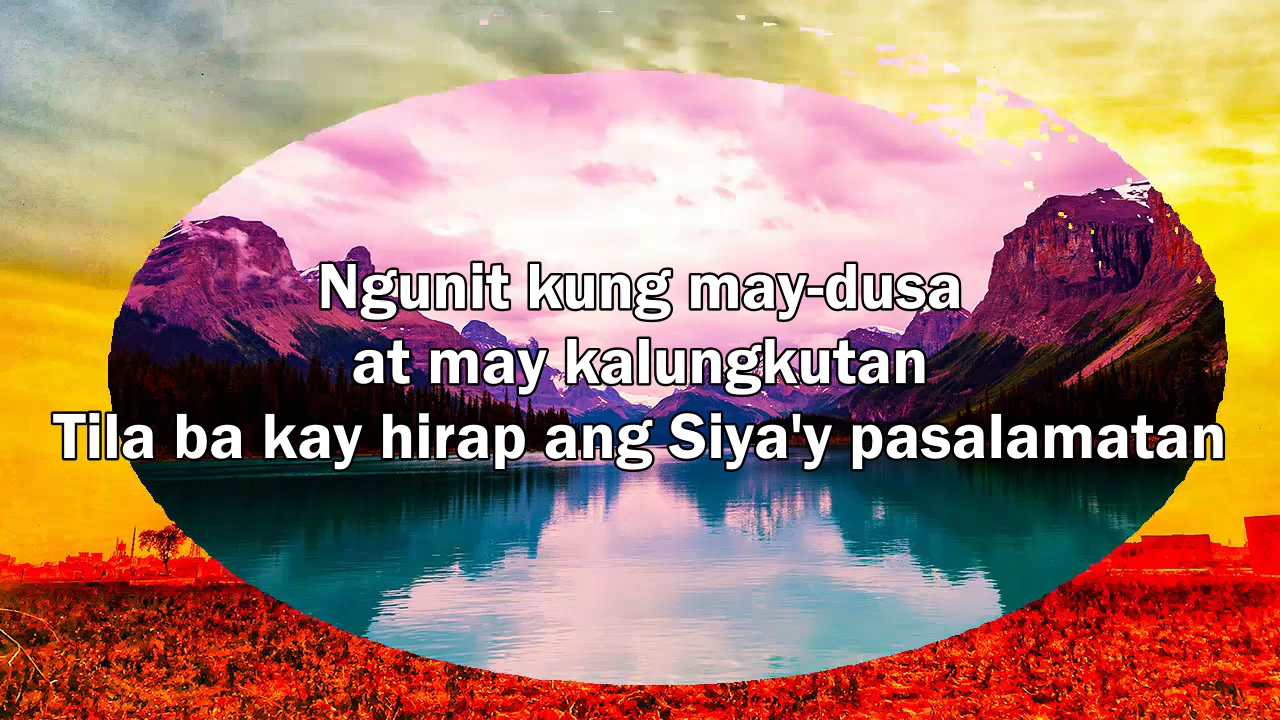 Ngunit kung may-dusa
at may kalungkutan
Tila ba kay hirap ang Siya'y pasalamatan